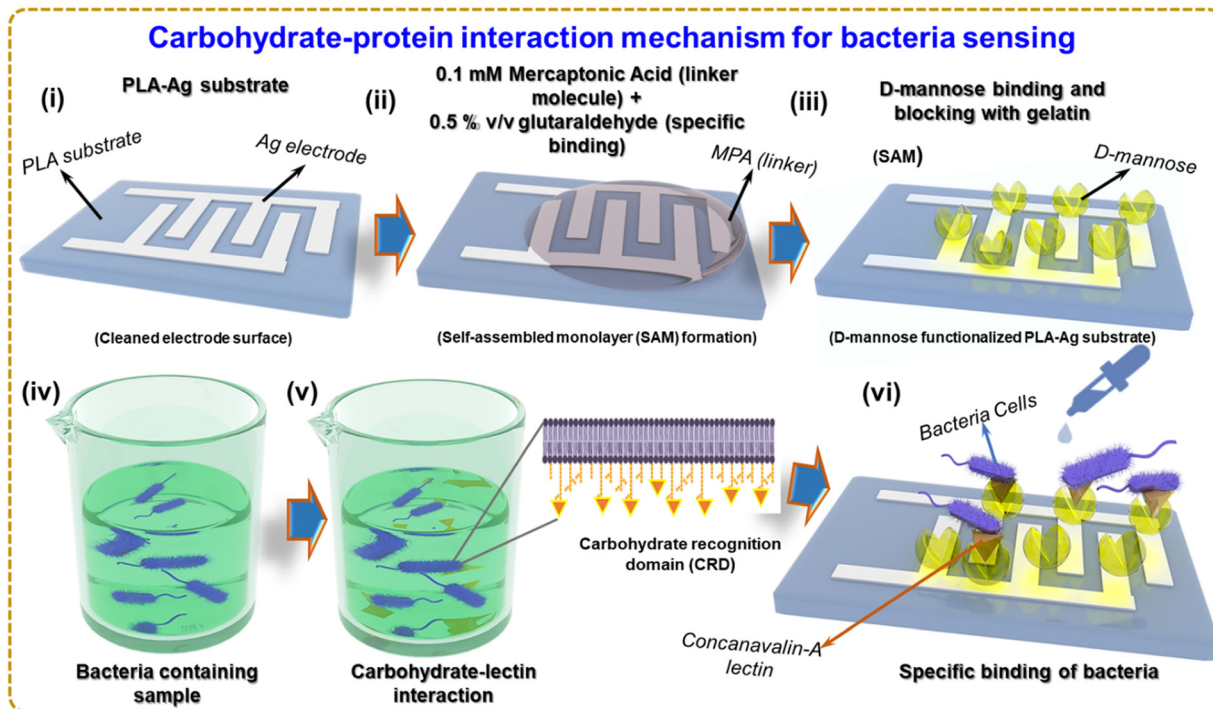 Carbohydrate-protein interaction mechanism for bacteria sensing
(i)
PLA-Ag substrate
PLA substrate
Ag electrode
(Cleaned electrode surface)
(ii)
0.1 mM Mercaptonic Acid (linker
molecule) +
0.5 % v/v glutaraldehyde (specific
binding)
MPA (linker)
(Self-assembled monolayer (SAM) formation)
(iii)
D-mannose binding and
blocking with gelatin
(SAM)
D-mannose
(D-mannose functionalized PLA-Ag substrate)
(iv)
Bacteria containing
sample
(v)
Carbohydrate-lectin
interaction
Carbohydrate recognition
domain (CRD)
(vi)
Bacteria Cells
Concanavalin-A
lectin
Specific binding of bacteria